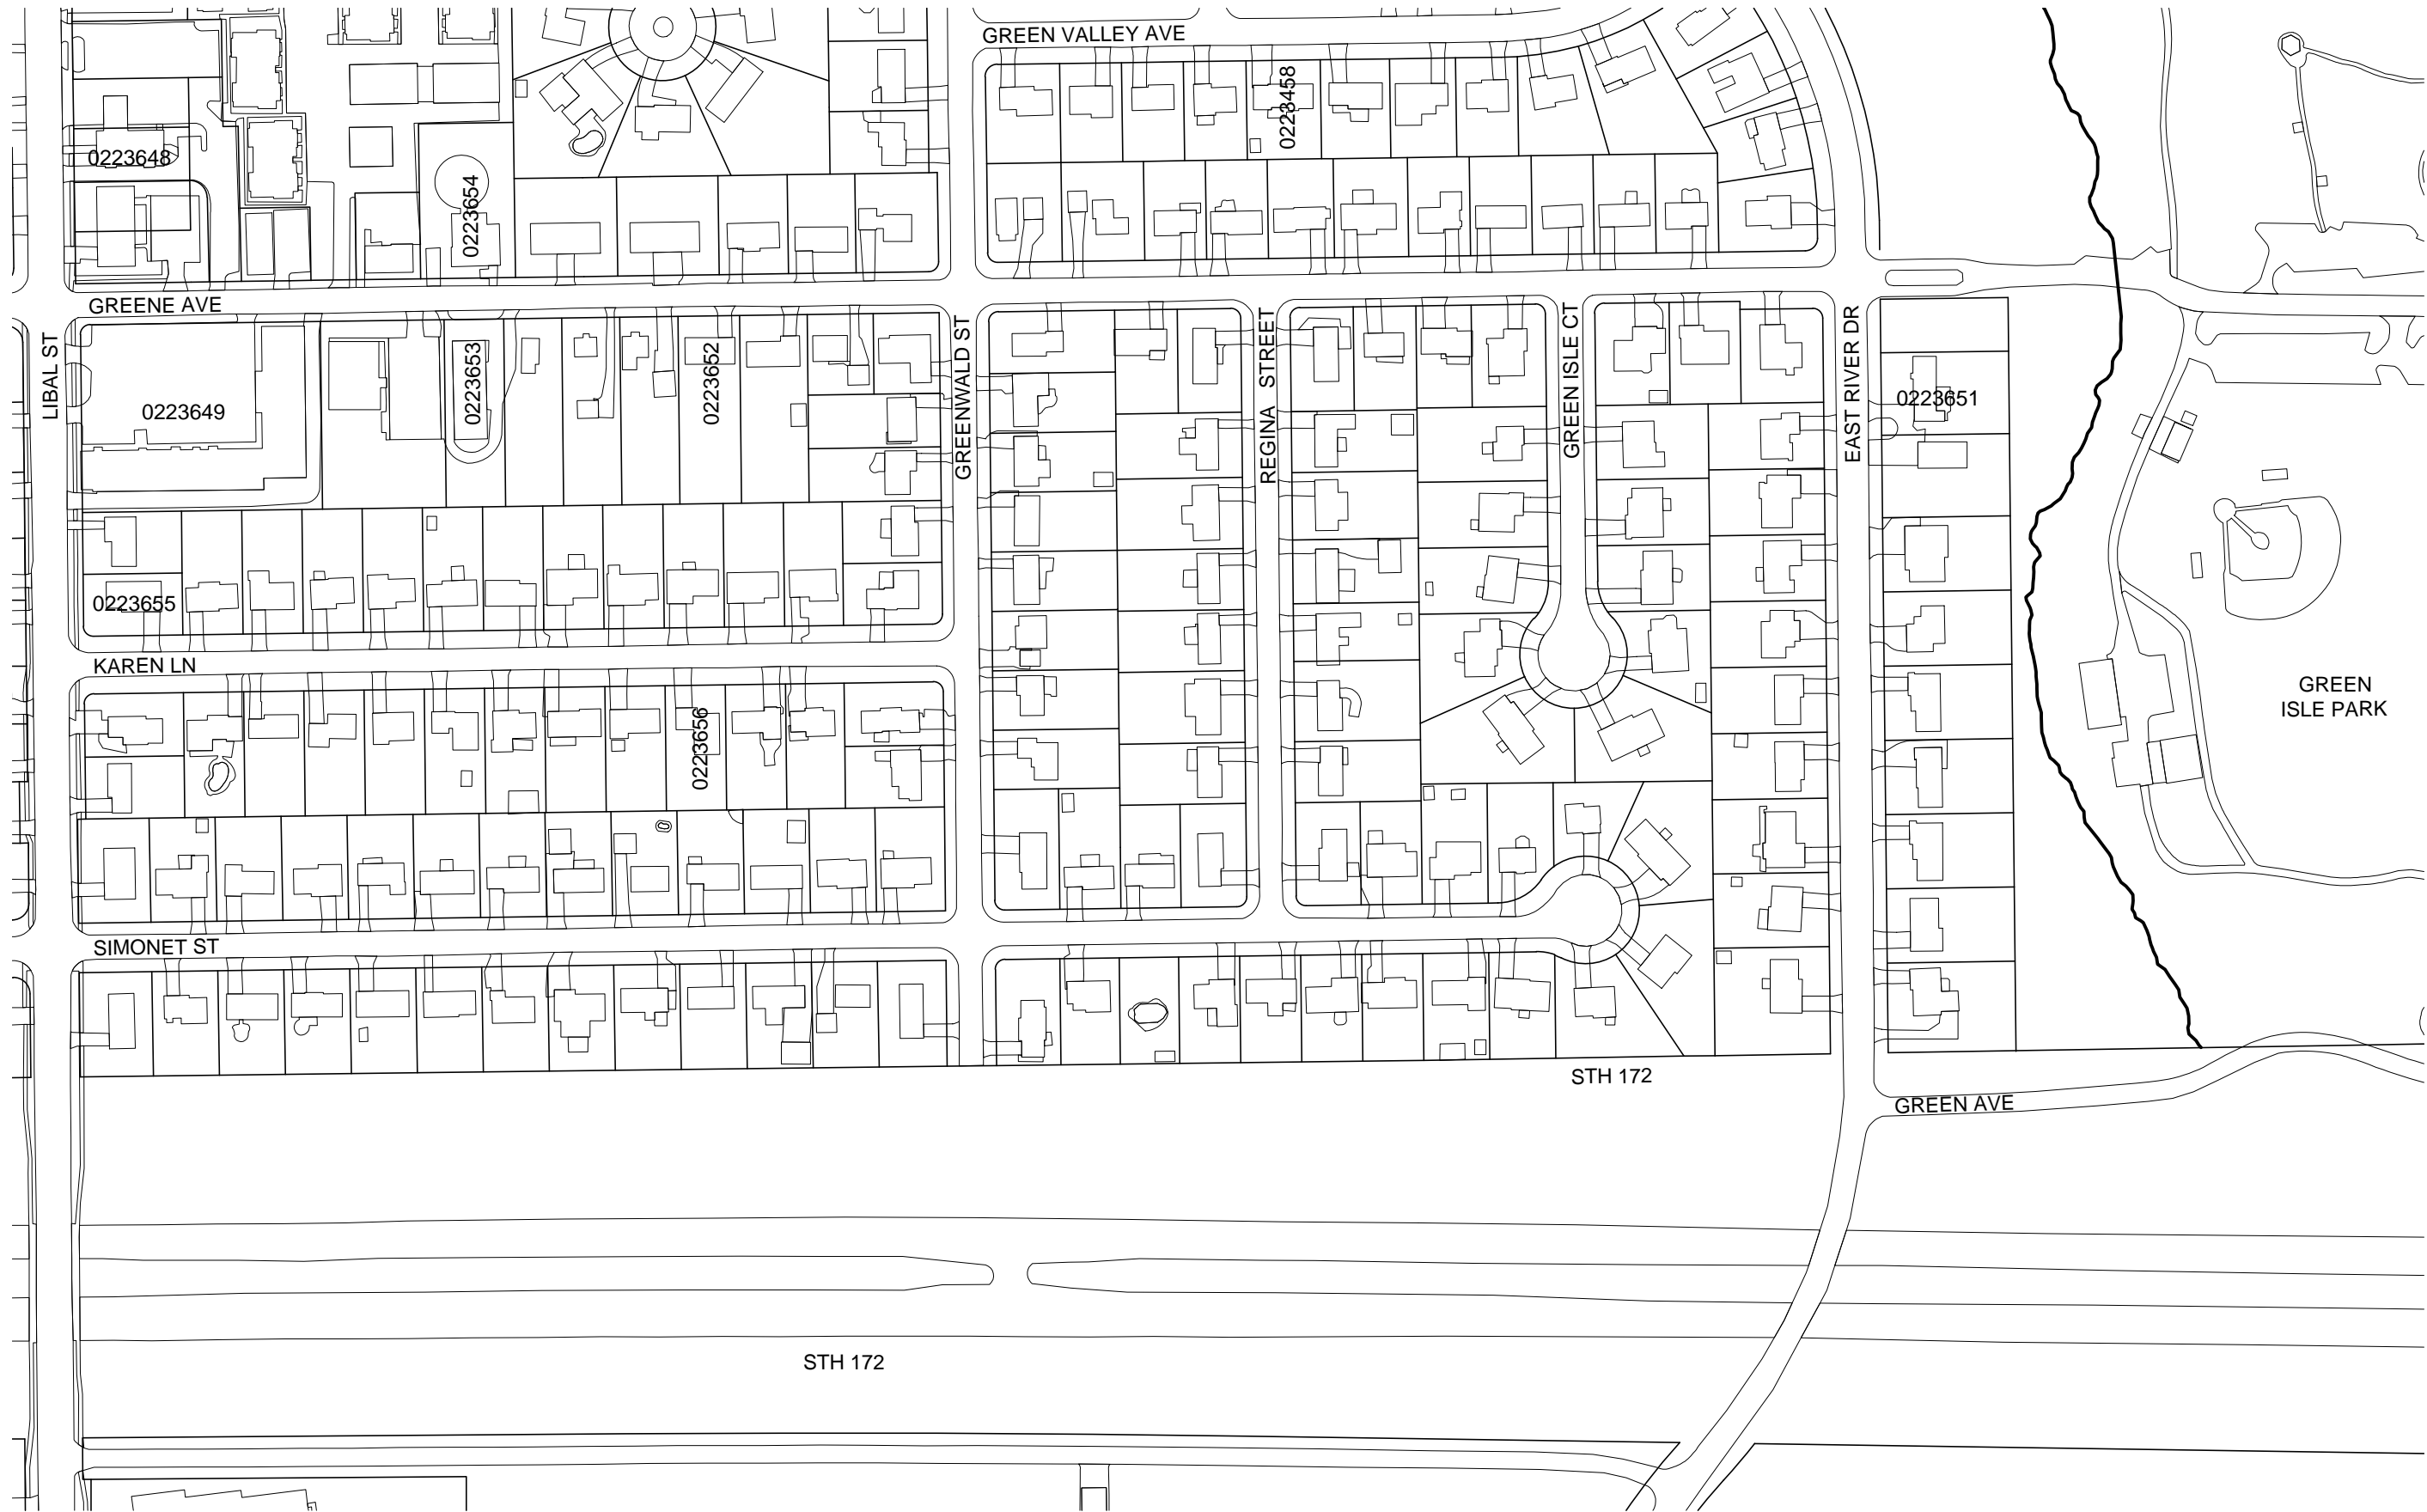 GREEN VALLEY AVE
0223458
0223648
0223654
GREENE AVE
LIBAL ST
0223649
0223653
0223652
GREENWALD ST
REGINA STREET
GREEN ISLE CT
EAST RIVER DR
0223651
0223655
KAREN LN
0223656
GREEN
ISLE PARK
SIMONET ST
STH 172
GREEN AVE
STH 172